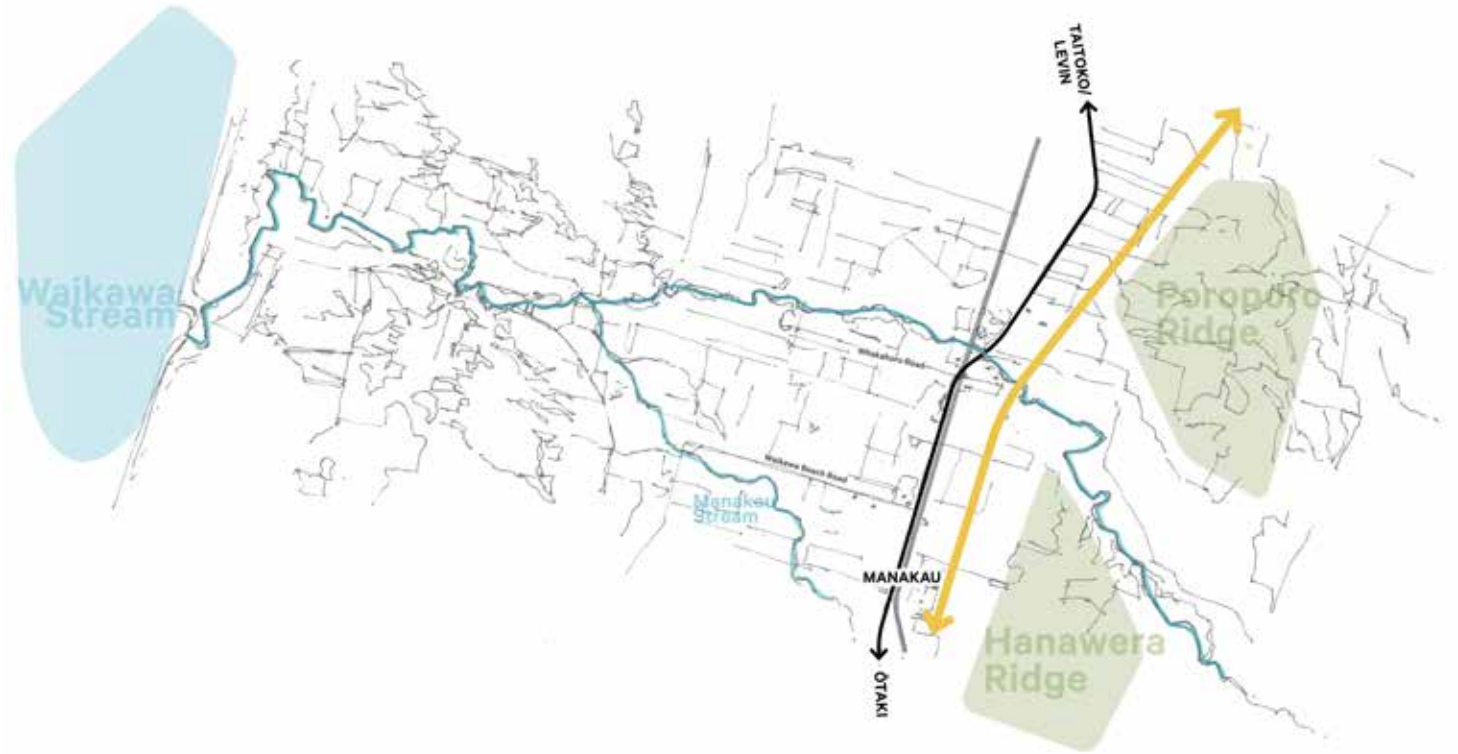 TAITOKO/
LEVIN
Waikawa
Stream
Poroporo
Ridge
Whakahoro Road
Waikawa Beach Road
Manakau
Stream
MANAKAU
Hanawera
Ridge
ŌTAKI